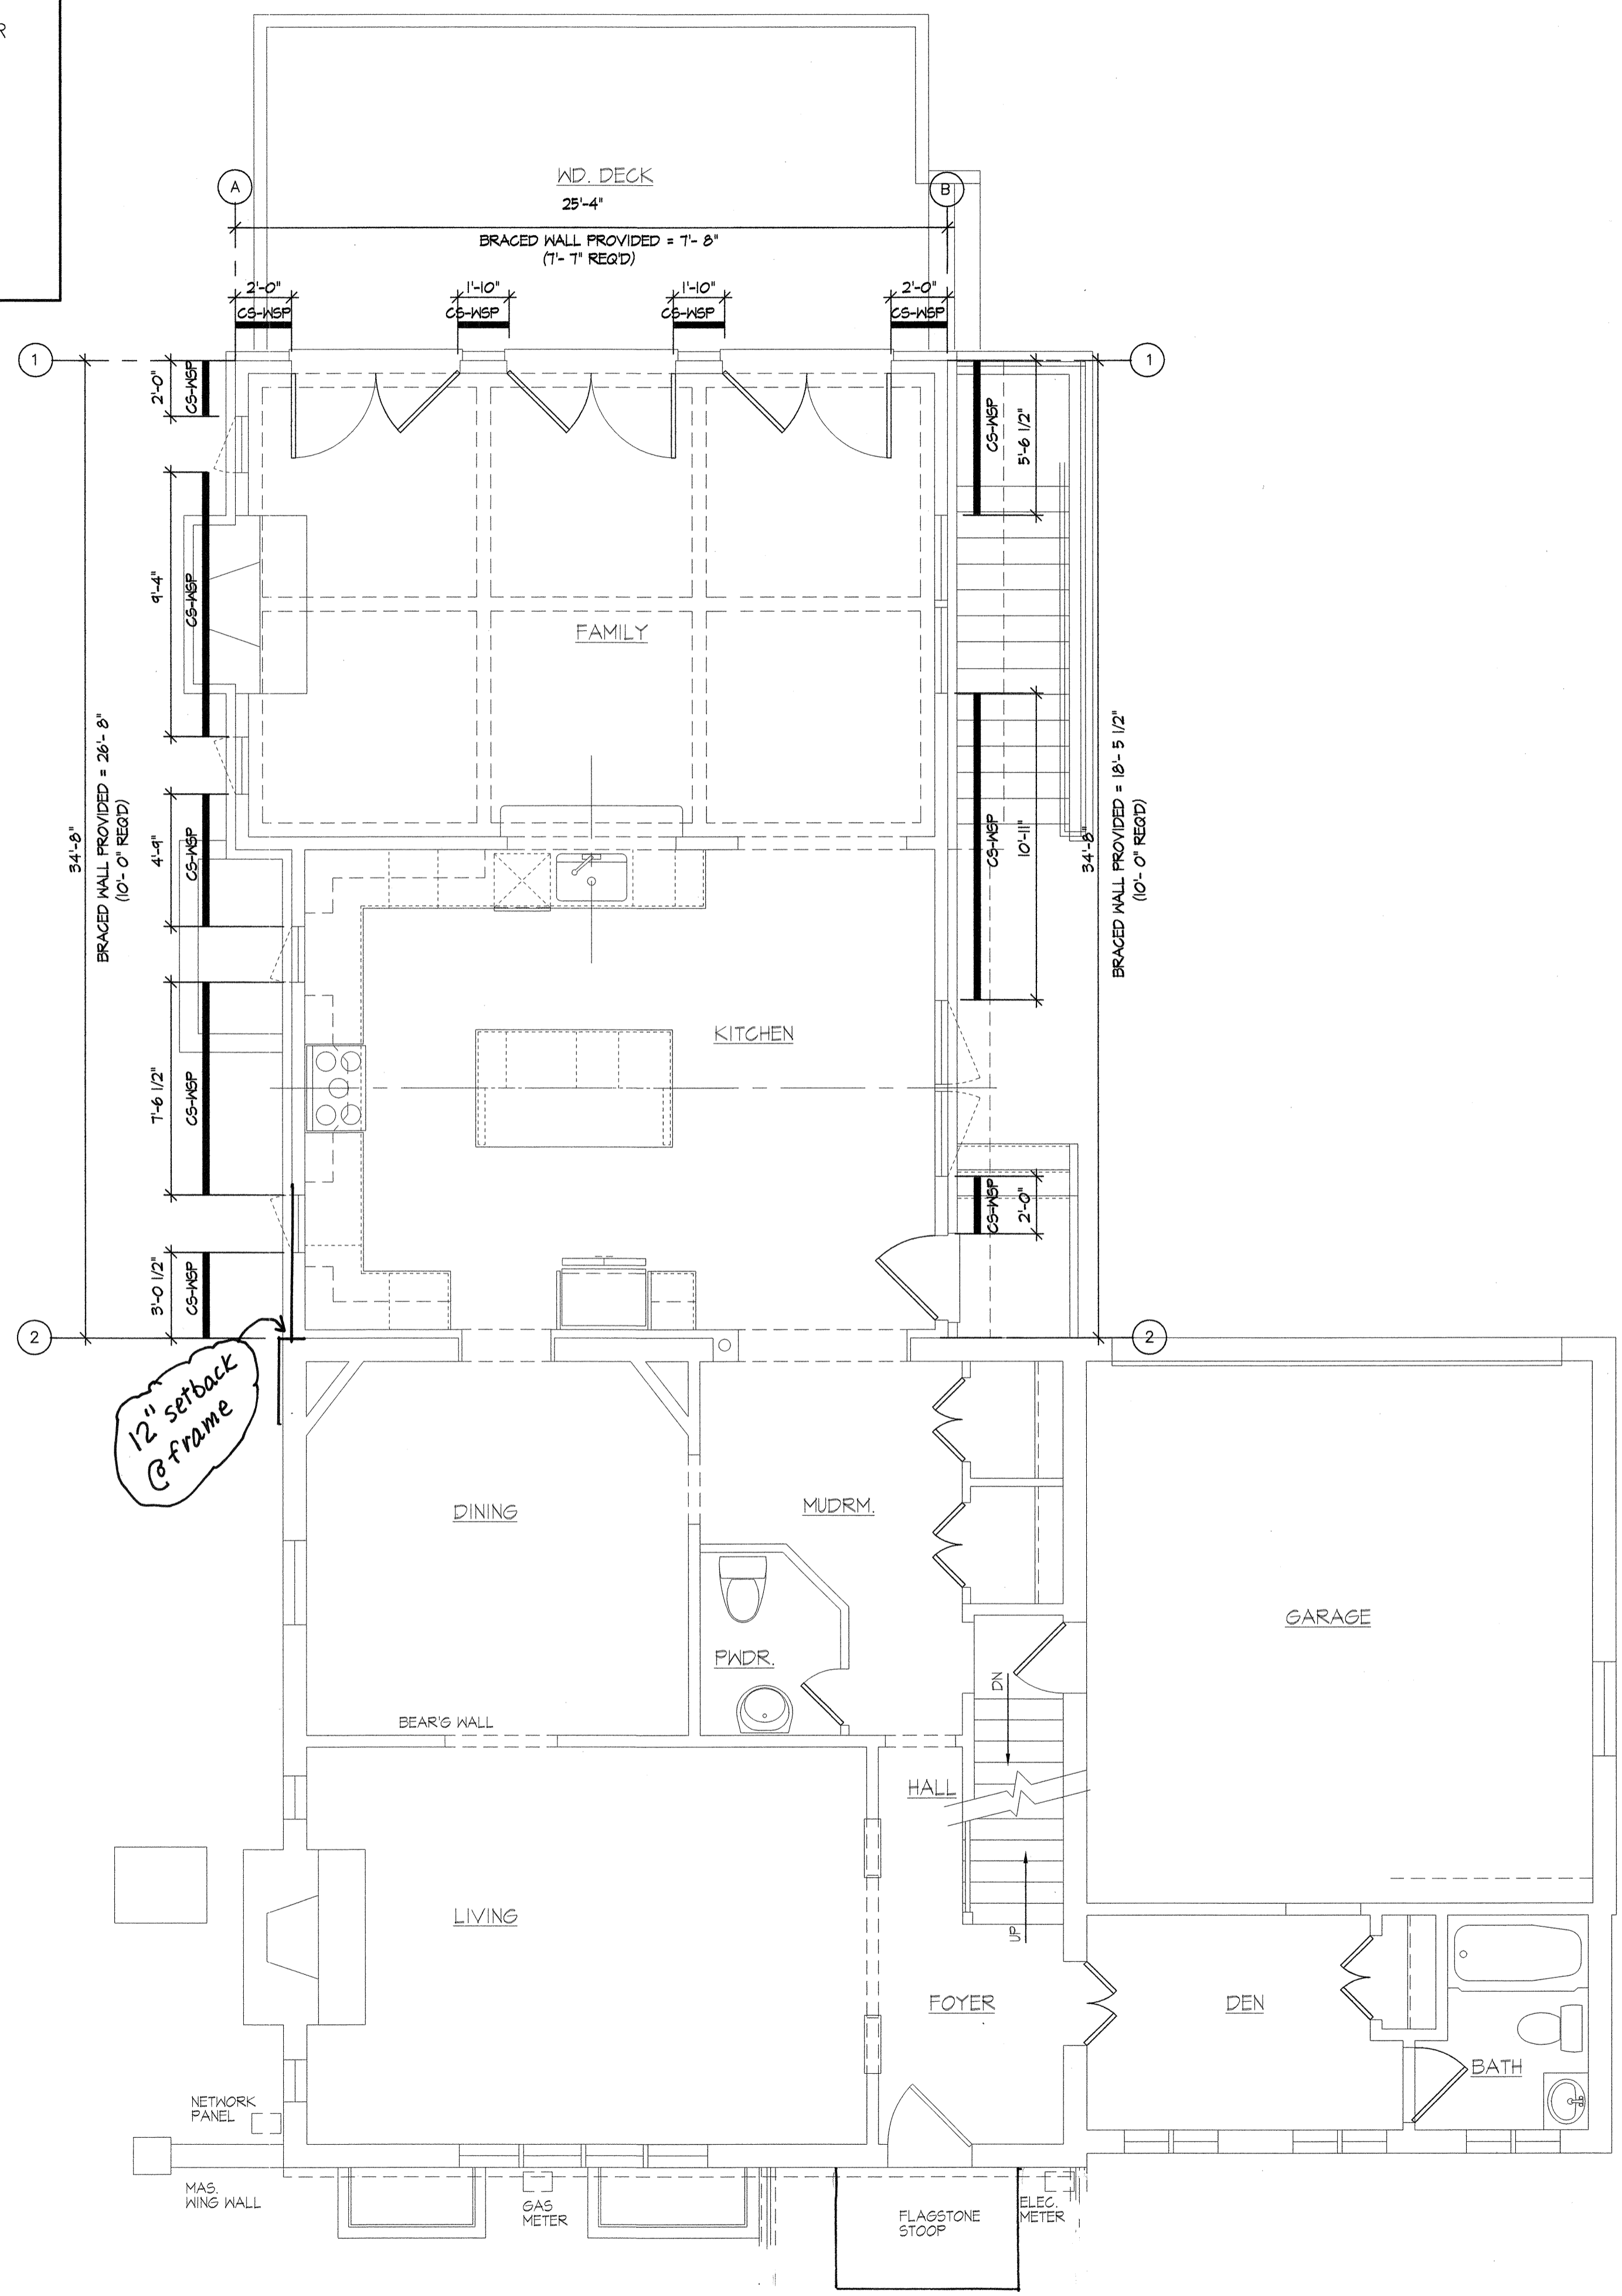 R
WD. DECK
A
B
25'-4"
BRACED WALL PROVIDED = 7'- 8"
(7'- 7" REQ'D)
2'-0"
1'-10"
1'-10"
2'-0"
CS-WSP
CS-WSP
CS-WSP
CS-WSP
1
1
2'-0"
CS-WSP
CS-WSP
5'-6 1/2"
9'-4"
CS-WSP
FAMILY
34'-8"
BRACED WALL PROVIDED = 26'- 8"
(10'- 0" REQ'D)
4'-9"
CS-WSP
CS-WSP
10'-11"
34'-8"
BRACED WALL PROVIDED = 18'- 5 1/2"
(10'- 0" REQ'D)
KITCHEN
7'-6 1/2"
CS-WSP
CS-WSP
2'-0"
3'-0 1/2"
CS-WSP
2
2
12" setback
@ frame
DINING
MUDRM.
GARAGE
PWDR.
DN
BEAR'G WALL
HALL
LIVING
UP
FOYER
DEN
BATH
NETWORK
PANEL
MAS.
WING WALL
GAS
METER
FLAGSTONE
STOOP
ELEC.
METER